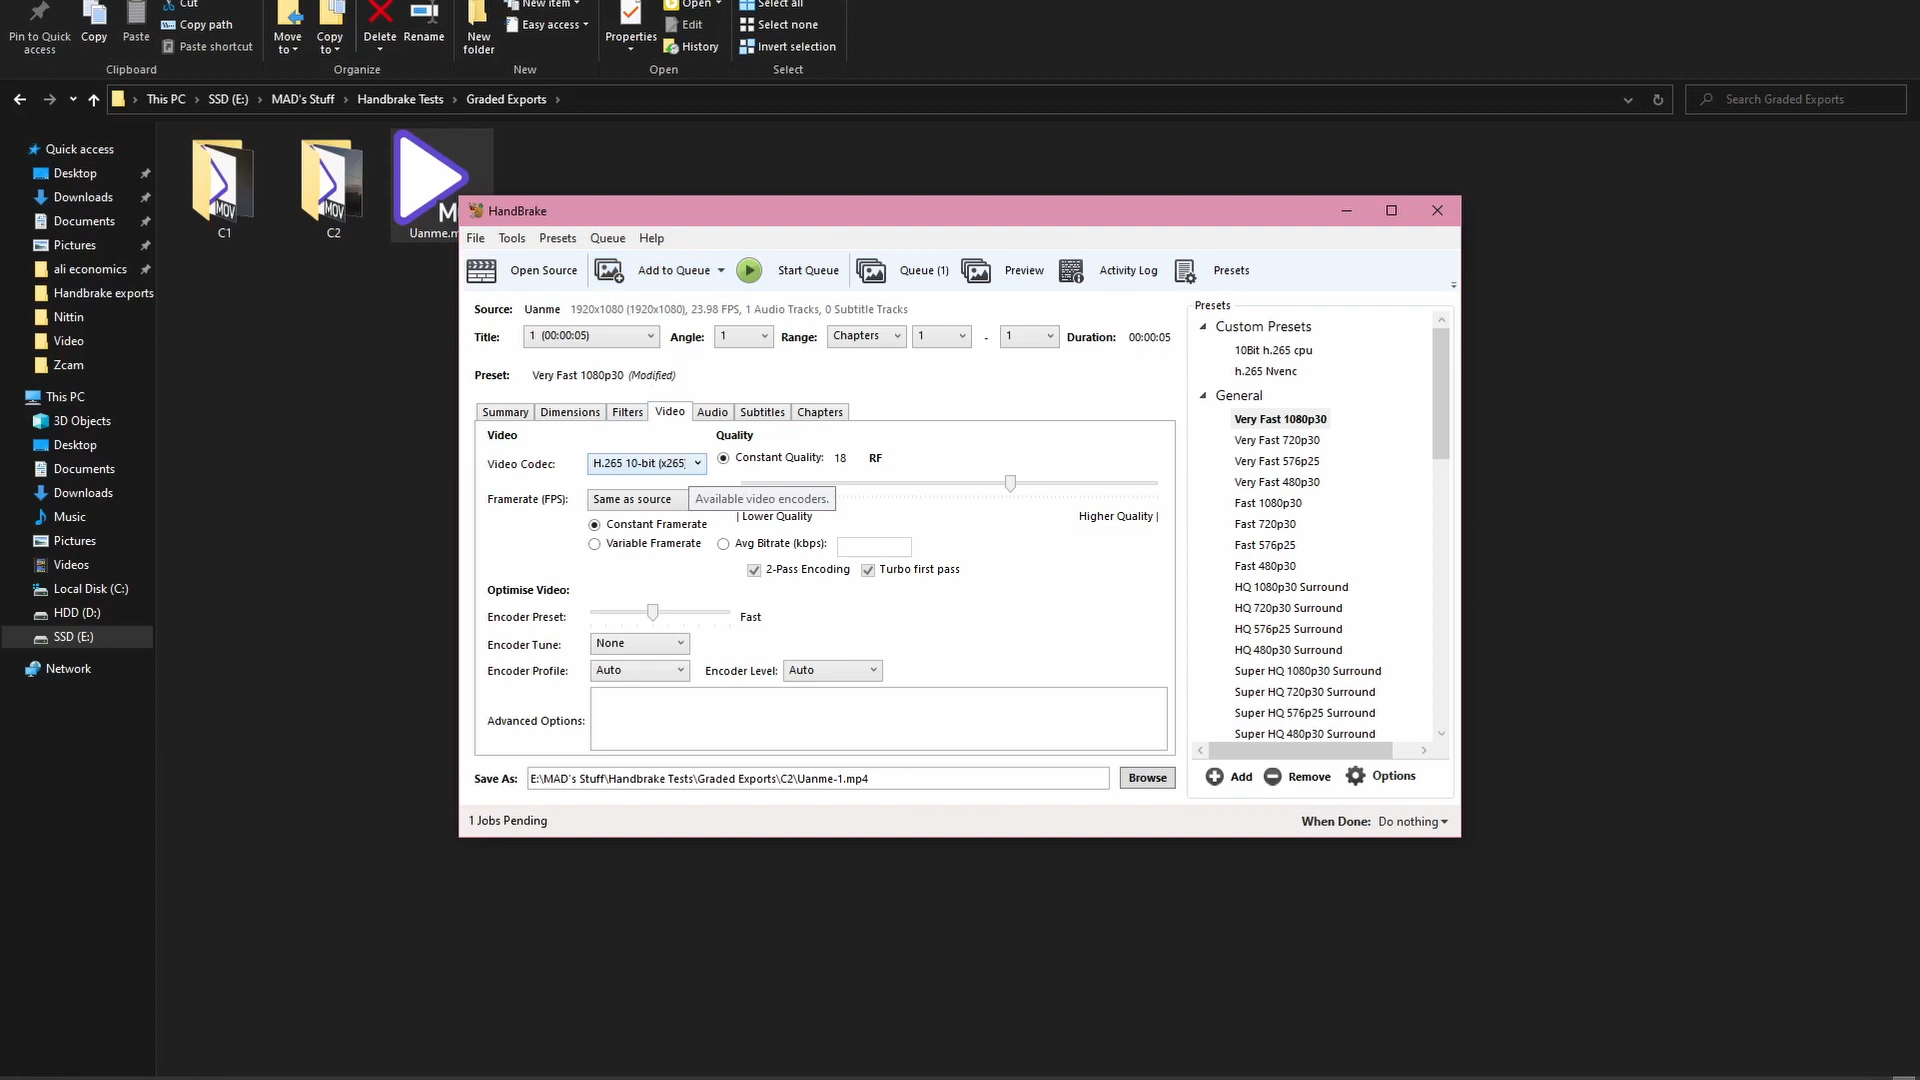 Cut
New item
Open
Select all
Copy path
Easy access
Edit
Select none
Pin to Quick access
Copy
Paste
Paste shortcut
Move to
Copy to
Delete
Rename
New folder
Properties
History
Invert selection
Clipboard
Organize
New
Open
Select
This PC
SSD (E:)
MAD's Stuff
Handbrake Tests
Graded Exports
Search Graded Exports
Quick access
Desktop
Downloads
Documents
Pictures
ali economics
Handbrake exports
Nittin
Video
Zcam
This PC
3D Objects
Desktop
Documents
Downloads
Music
Pictures
Videos
Local Disk (C:)
HDD (D:)
SSD (E:)
Network
MOV
C1
MOV
C2
Uanme.m
HandBrake
File Tools Presets Queue Help
Open Source Add to Queue Start Queue Queue (1) Preview Activity Log Presets
Source: Uanme 1920x1080 (1920x1080), 23.98 FPS, 1 Audio Tracks, 0 Subtitle Tracks
Title: 1 (00:00:05) Angle: 1 Range: Chapters 1 - 1 Duration: 00:00:05
Preset: Very Fast 1080p30 (Modified)
Summary Dimensions Filters Video Audio Subtitles Chapters
Video
Quality
Video Codec: H.265 10-bit (x265)
Constant Quality: 18 RF
Framerate (FPS): Same as source
Available video encoders.
| Lower Quality Higher Quality |
Constant Framerate
Variable Framerate
Avg Bitrate (kbps):
2-Pass Encoding Turbo first pass
Optimise Video:
Encoder Preset: Fast
Encoder Tune: None
Encoder Profile: Auto Encoder Level: Auto
Advanced Options:
Save As: E:\MAD's Stuff\Handbrake Tests\Graded Exports\C2\Uanme-1.mp4 Browse
1 Jobs Pending
Presets
Custom Presets
10Bit h.265 cpu
h.265 Nvenc
General
Very Fast 1080p30
Very Fast 720p30
Very Fast 576p25
Very Fast 480p30
Fast 1080p30
Fast 720p30
Fast 576p25
Fast 480p30
HQ 1080p30 Surround
HQ 720p30 Surround
HQ 576p25 Surround
HQ 480p30 Surround
Super HQ 1080p30 Surround
Super HQ 720p30 Surround
Super HQ 576p25 Surround
Super HQ 480p30 Surround
Add Remove Options
When Done: Do nothing